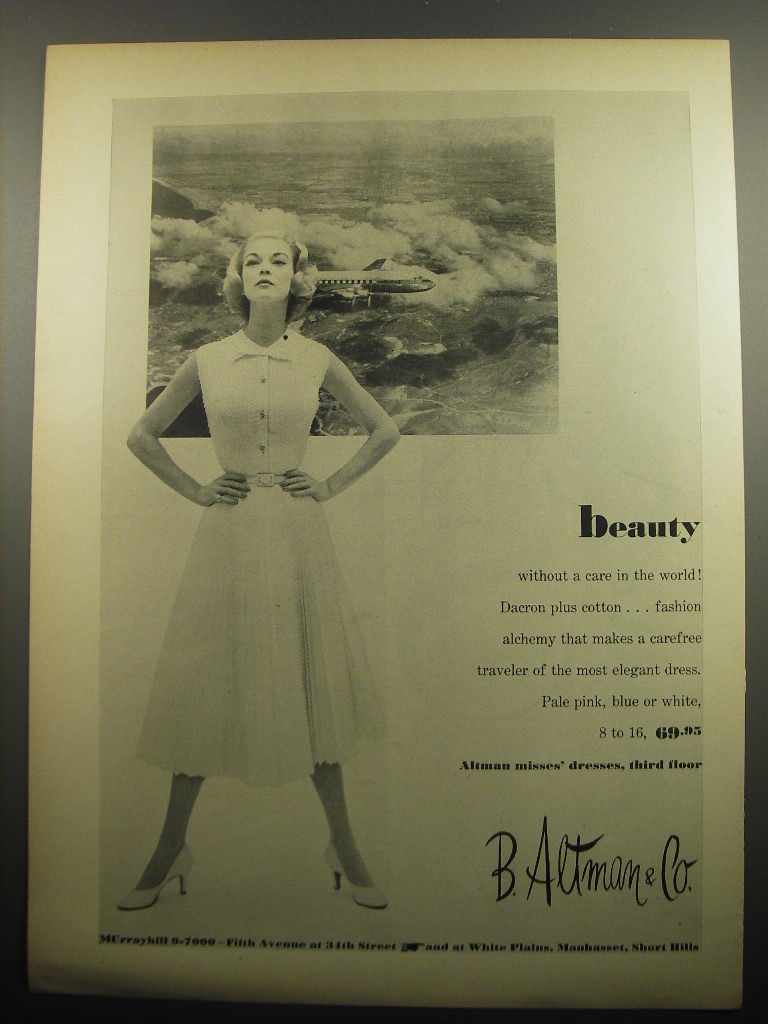 beauty
without a care in the world!
Dacron plus cotton . . . fashion
alchemy that makes a carefree
traveler of the most elegant dress.
Pale pink, blue or white,
8 to 16, 69.95
Altman misses' dresses, third floor
B. Altman & Co.
MUrrayhill 9-7000—Fifth Avenue at 34th Street and at White Plains, Manhasset, Short Hills